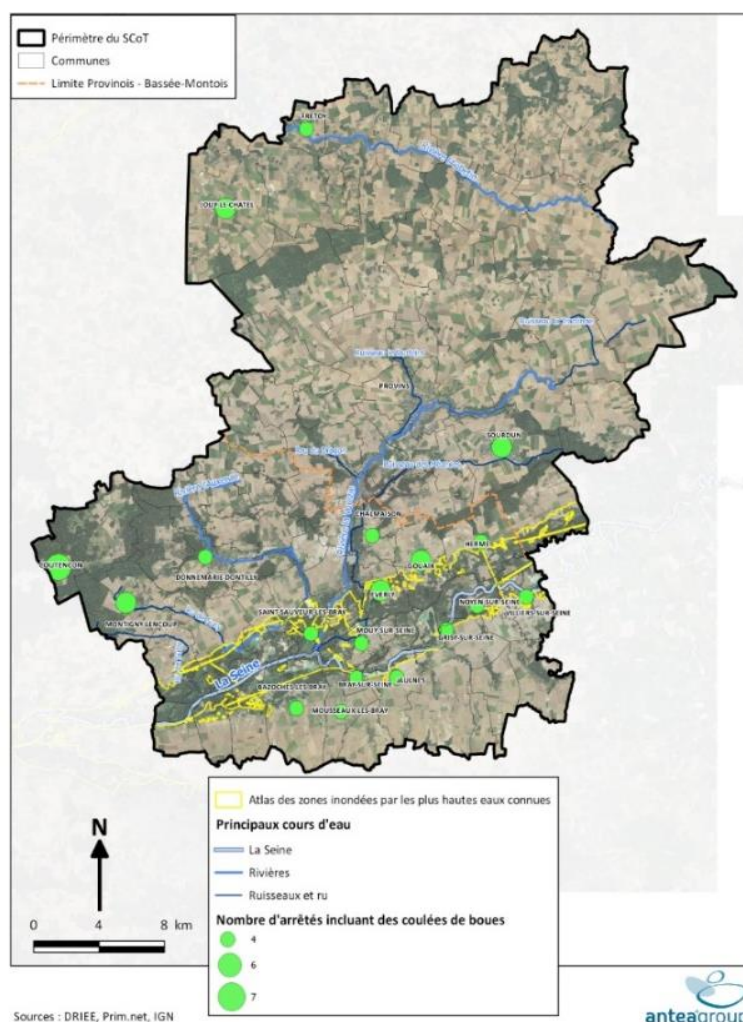 Périmètre du SCoT
Communes
Limite Provinois - Bassée-Montois
JOUY LE CHATEL
PROVINS
SOURDUN
CHALMAISON
HERME
GOUAIX
EVERLY
DONNEMARIE DONTILLY
MONTIGNY LENCOUP
SAINT SAUVEUR LES BRAY
MOUY SUR SEINE
NOYEN SUR SEINE
VILLIERS SUR SEINE
GRISY SUR SEINE
La Seine
BAZOCHES LES BRAY
BRAY SUR SEINE
MOUSSEAUX LES BRAY
Atlas des zones inondées par les plus hautes eaux connues
Principaux cours d'eau
La Seine
Rivières
Ruisseaux et ru
Nombre d'arrêtés incluant des coulées de boues
4
6
7
N
0 4 8 km
Sources : DRIEE, Prim.net, IGN
anteagroup